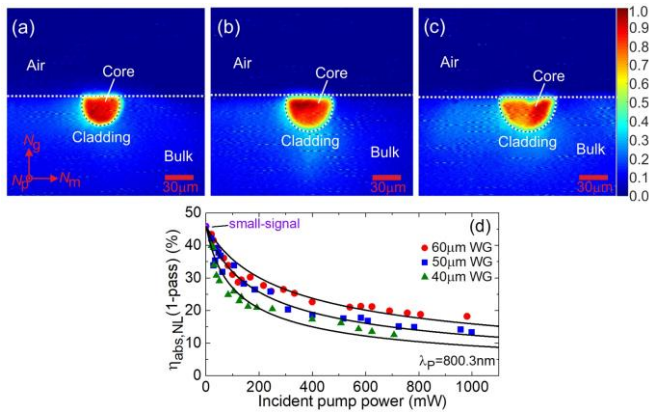 (a)
Air
Core
Cladding
Bulk
Ng
Np
Nm
30μm
(b)
Air
Core
Cladding
Bulk
30μm
(c)
Air
Core
Cladding
Bulk
30μm
1.0
0.9
0.8
0.7
0.6
0.5
0.4
0.3
0.2
0.1
0.0
(d)
small-signal
60μm WG
50μm WG
40μm WG
λP=800.3nm
ηabs,NL(1-pass) (%)
50
40
30
20
10
0
0 200 400 600 800 1000
Incident pump power (mW)